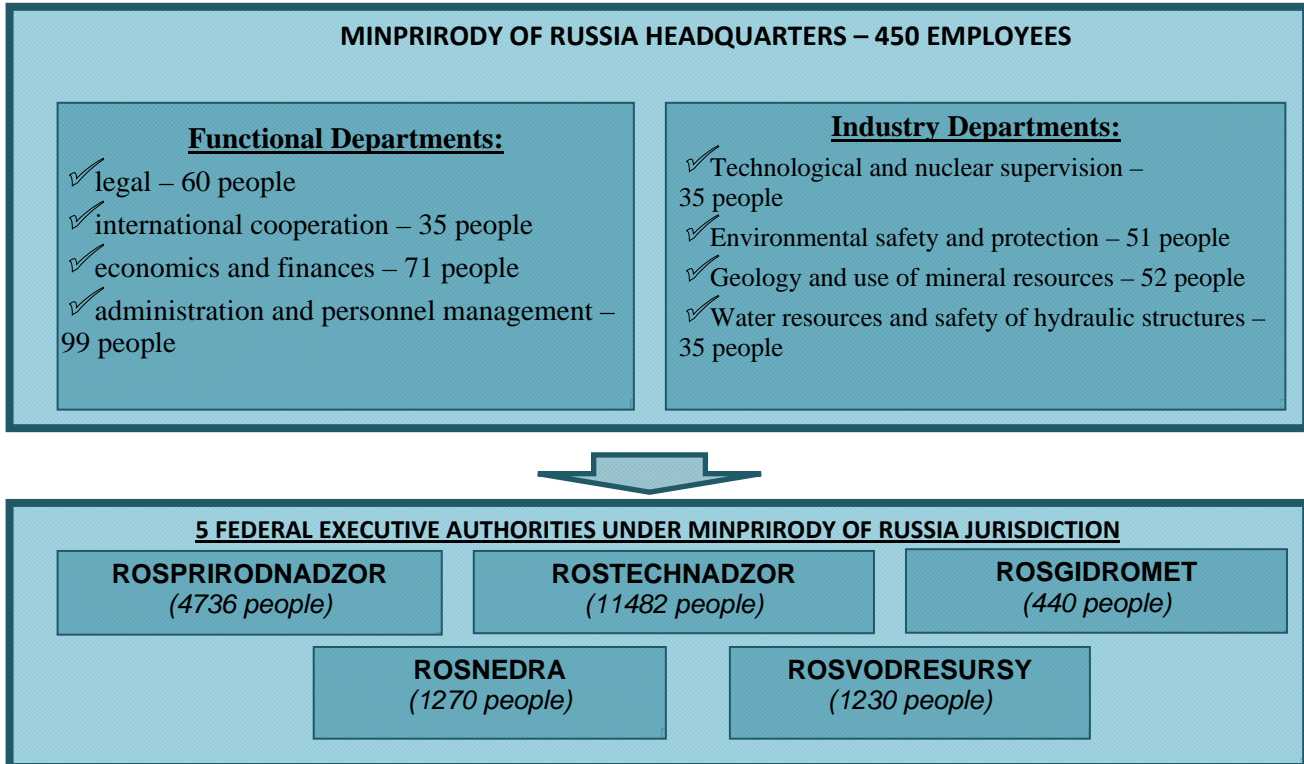 MINPRIRODY OF RUSSIA HEADQUARTERS – 450 EMPLOYEES
Functional Departments:
legal – 60 people
international cooperation – 35 people
economics and finances – 71 people
administration and personnel management –
99 people
Industry Departments:
Technological and nuclear supervision –
35 people
Environmental safety and protection – 51 people
Geology and use of mineral resources – 52 people
Water resources and safety of hydraulic structures –
35 people
5 FEDERAL EXECUTIVE AUTHORITIES UNDER MINPRIRODY OF RUSSIA JURISDICTION
ROSPRIRODNADZOR
(4736 people)
ROSTECHNADZOR
(11482 people)
ROSGIDROMET
(440 people)
ROSNEDRA
(1270 people)
ROSVODRESURSY
(1230 people)